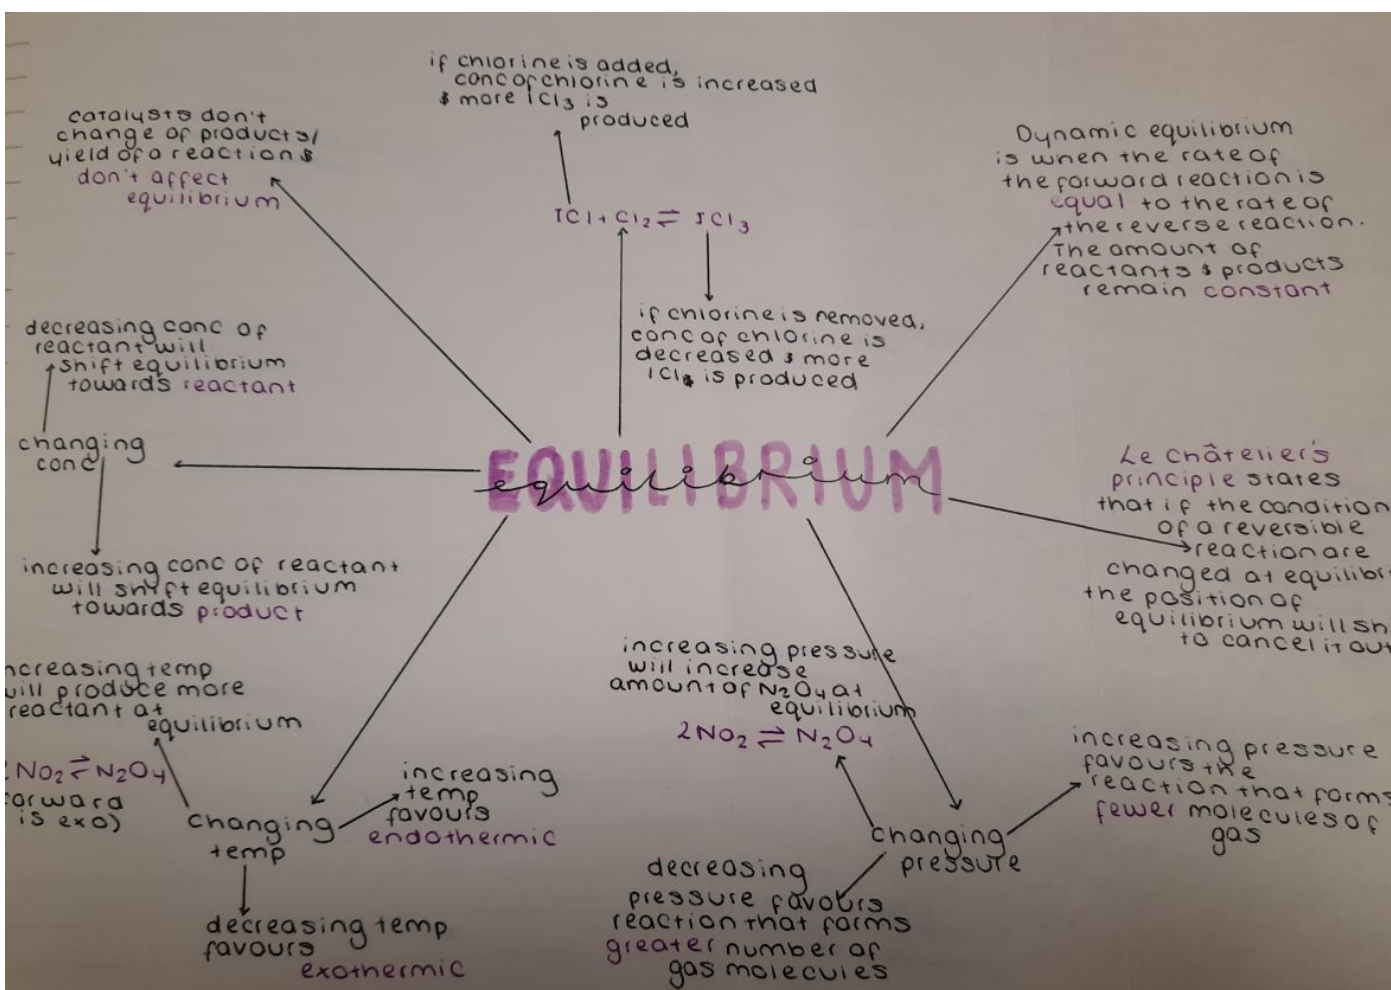 if chlorine is added,
conc of chlorine is increased
& more ICl3 is
produced
catalysts don't
change of products/
yield of a reaction &
don't affect
equilibrium
Dynamic equilibrium
is when the rate of
the forward reaction is
equal to the rate of
the reverse reaction.
The amount of
reactants & products
remain constant
ICl + Cl2 ⇌ ICl3
if chlorine is removed,
conc of chlorine is
decreased & more
ICl is produced
decreasing conc of
reactant will
shift equilibrium
towards reactant
changing
conc
increasing conc of reactant
will shift equilibrium
towards product
EQUILIBRIUM
equilibrium
Le châtelier's
principle states
that if the condition
of a reversible
reaction are
changed at equilibri
the position of
equilibrium will sh
to cancel it out
ncreasing temp
will produce more
reactant at
equilibrium
NO2 ⇌ N2O4
orward
is exo)
changing
temp
increasing
temp
favours
endothermic
decreasing temp
favours
exothermic
increasing pressure
will increase
amount of N2O4 at
equilibrium
2NO2 ⇌ N2O4
changing
pressure
increasing pressure
favours the
reaction that forms
fewer molecules of
gas
decreasing
pressure favours
reaction that forms
greater number of
gas molecules